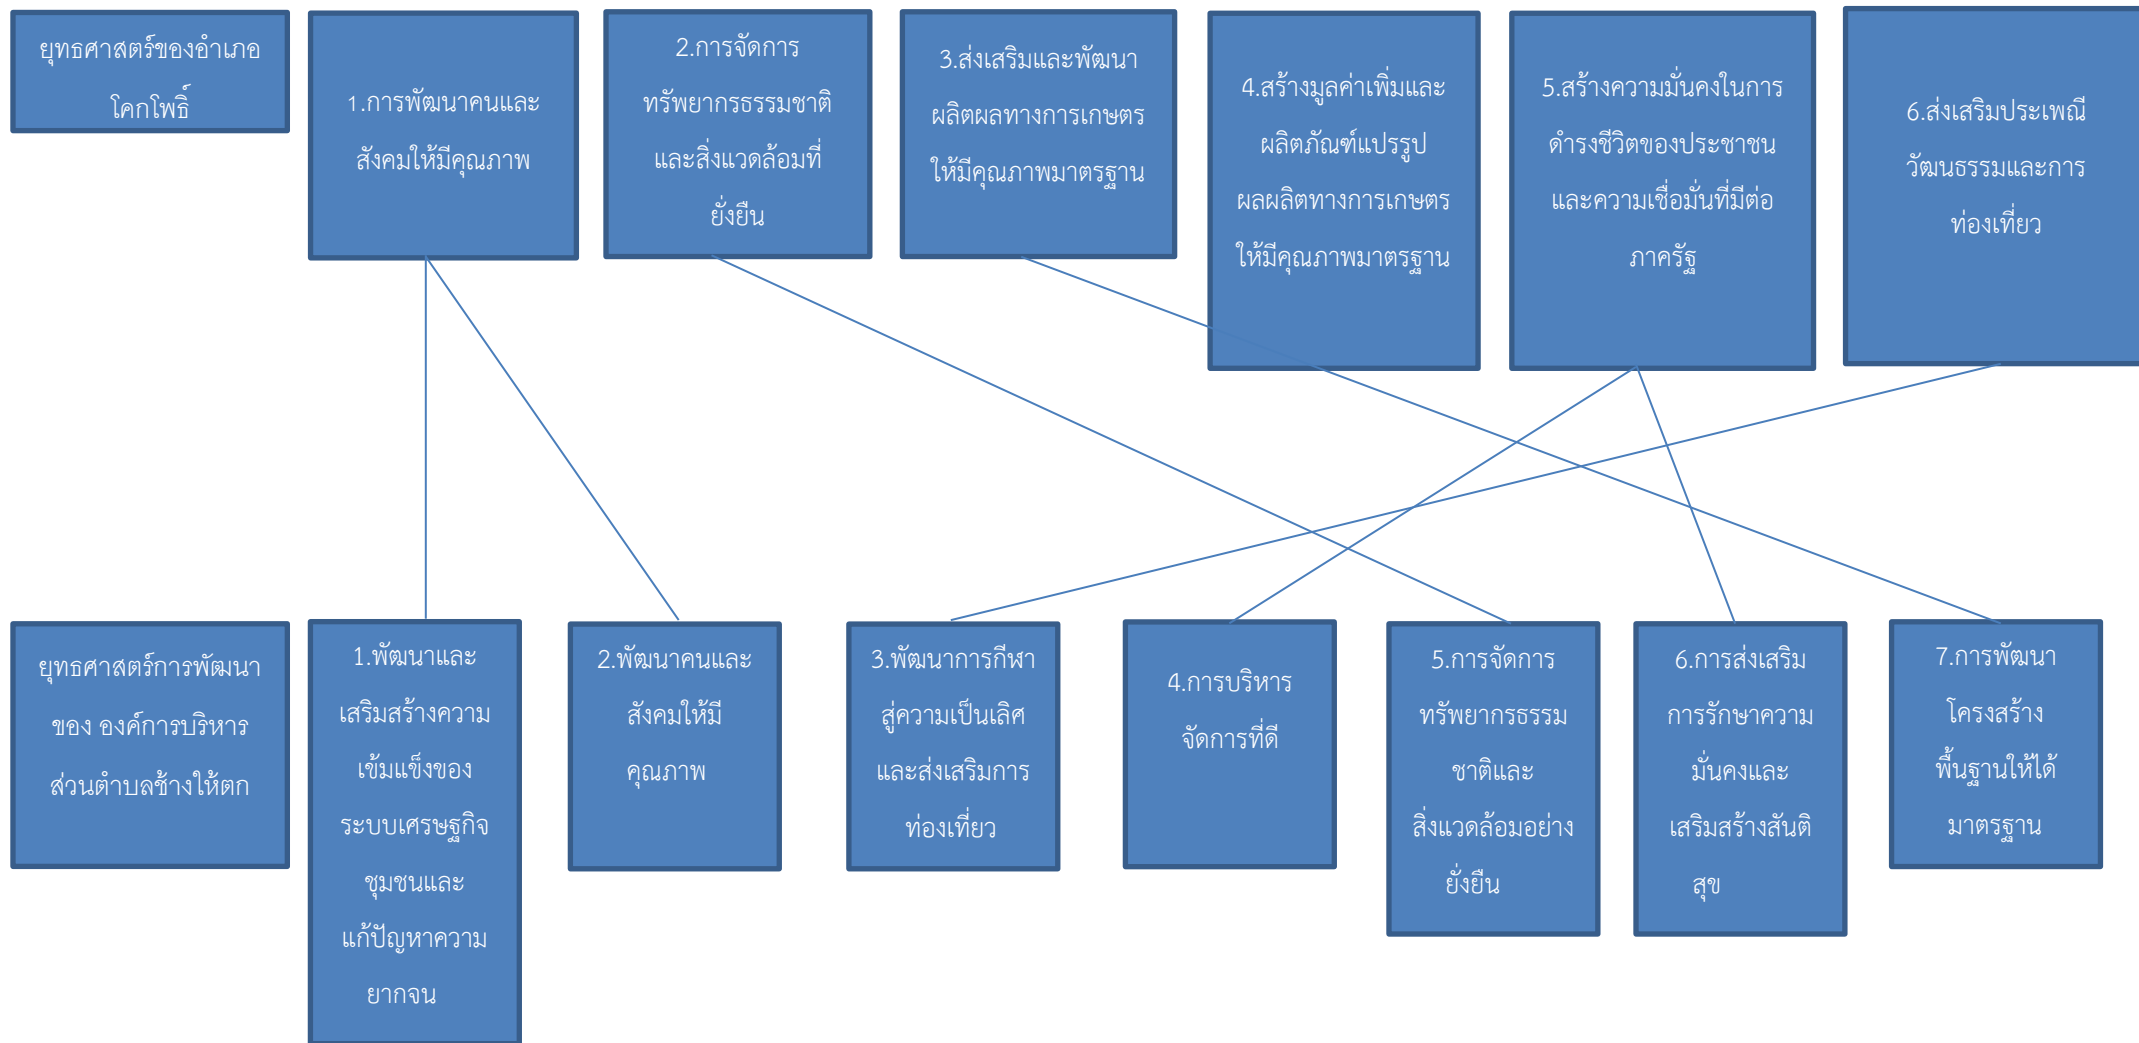 ยุทธศาสตร์ของอำเภอ
โคกโพธิ์
1.การพัฒนาคนและ
สังคมให้มีคุณภาพ
2.การจัดการ
ทรัพยากรธรรมชาติ
และสิ่งแวดล้อมที่
ยั่งยืน
3.ส่งเสริมและพัฒนา
ผลิตผลทางการเกษตร
ให้มีคุณภาพมาตรฐาน
4.สร้างมูลค่าเพิ่มและ
ผลิตภัณฑ์แปรรูป
ผลผลิตทางการเกษตร
ให้มีคุณภาพมาตรฐาน
5.สร้างความมั่นคงในการ
ดำรงชีวิตของประชาชน
และความเชื่อมั่นที่มีต่อ
ภาครัฐ
6.ส่งเสริมประเพณี
วัฒนธรรมและการ
ท่องเที่ยว
ยุทธศาสตร์การพัฒนา
ของ องค์การบริหาร
ส่วนตำบลช้างให้ตก
1.พัฒนาและ
เสริมสร้างความ
เข้มแข็งของ
ระบบเศรษฐกิจ
ชุมชนและ
แก้ปัญหาความ
ยากจน
2.พัฒนาคนและ
สังคมให้มี
คุณภาพ
3.พัฒนาการกีฬา
สู่ความเป็นเลิศ
และส่งเสริมการ
ท่องเที่ยว
4.การบริหาร
จัดการที่ดี
5.การจัดการ
ทรัพยากรธรรม
ชาติและ
สิ่งแวดล้อมอย่าง
ยั่งยืน
6.การส่งเสริม
การรักษาความ
มั่นคงและ
เสริมสร้างสันติ
สุข
7.การพัฒนา
โครงสร้าง
พื้นฐานให้ได้
มาตรฐาน